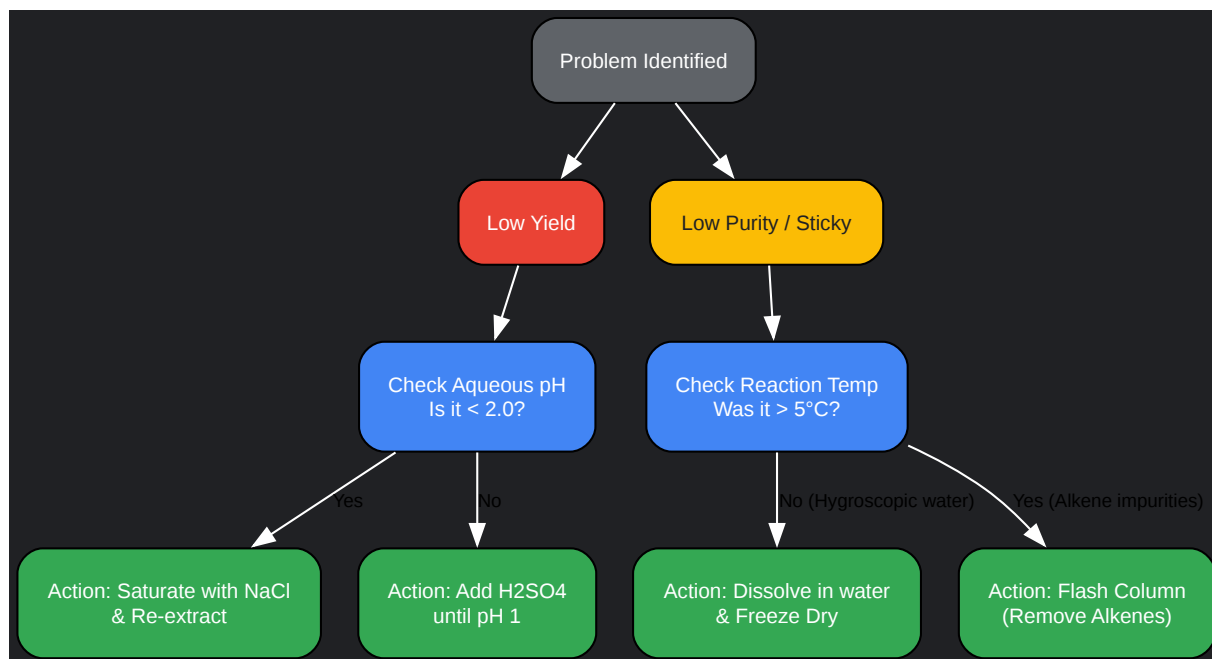 Problem Identified
Low Yield
Low Purity / Sticky
Check Aqueous pH
Is it < 2.0?
Check Reaction Temp
Was it > 5°C?
Yes
No
No (Hygroscopic water)
Yes (Alkene impurities)
Action: Saturate with NaCl
& Re-extract
Action: Add H2SO4
until pH 1
Action: Dissolve in water
& Freeze Dry
Action: Flash Column
(Remove Alkenes)